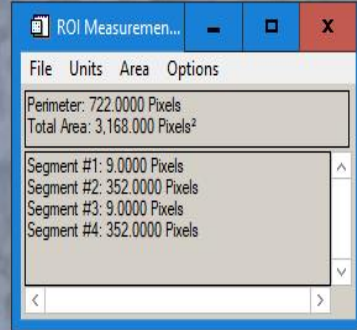 ROI Measuremen...
File Units Area Options
Perimeter: 722.0000 Pixels
Total Area: 3,168.000 Pixels²
Segment #1: 9.0000 Pixels
Segment #2: 352.0000 Pixels
Segment #3: 9.0000 Pixels
Segment #4: 352.0000 Pixels